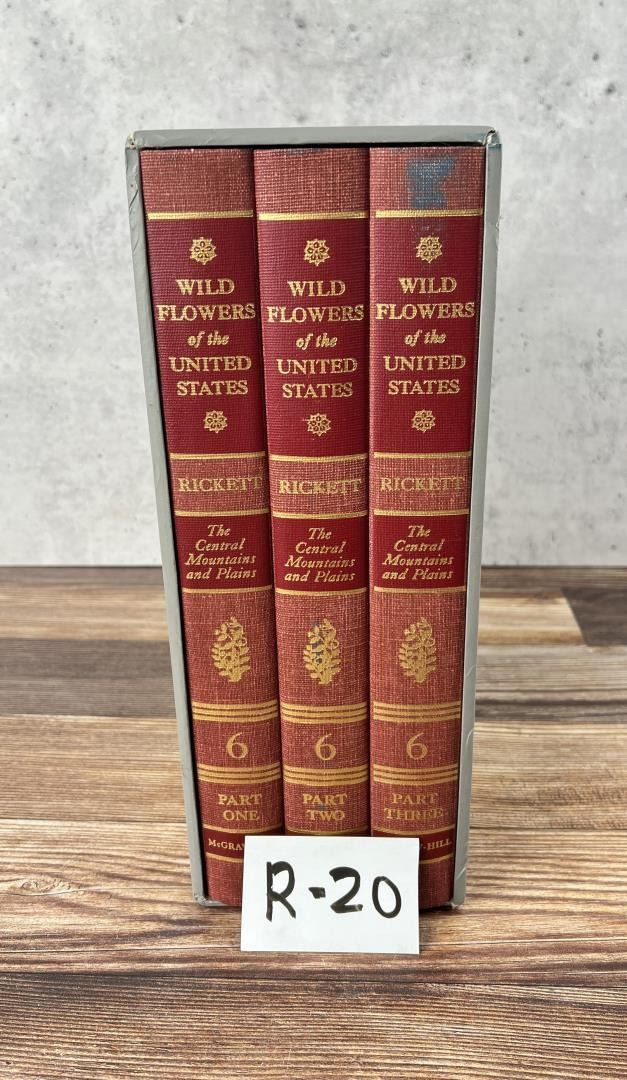 WILD
FLOWERS
of the
UNITED
STATES
RICKETT
The
Central
Mountains
and Plains
6
PART
ONE
McGRAW
WILD
FLOWERS
of the
UNITED
STATES
RICKETT
The
Central
Mountains
and Plains
6
PART
TWO
WILD
FLOWERS
of the
UNITED
STATES
RICKETT
The
Central
Mountains
and Plains
6
PART
THREE
-HILL
R-20